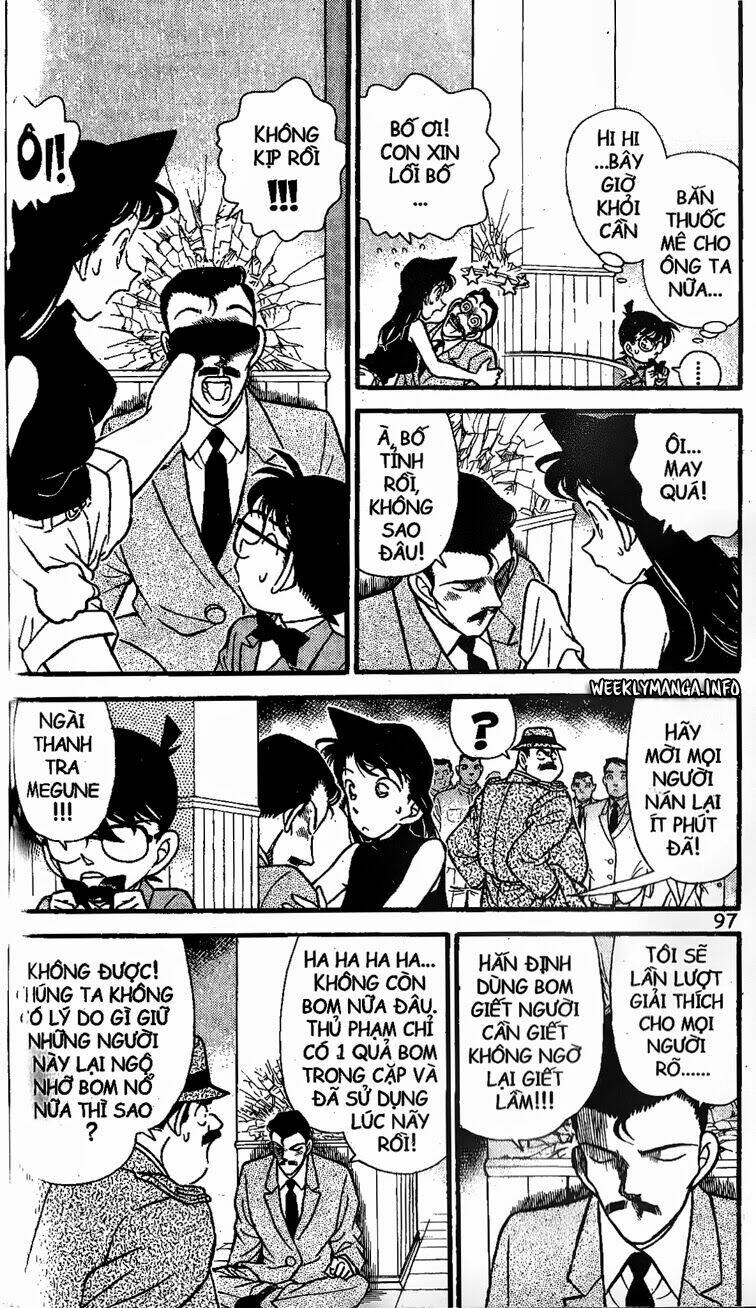 ÔI!
KHÔNG
KỊP RỒI
!!!
BỐ ƠI!
CON XIN
LỖI BỐ
...
HI HI
...BÂY
GIỜ
KHỎI
CẦN
BẮN
THUỐC
MÊ CHO
ÔNG TA
NỮA...
......
À, BỐ
TỈNH
RỒI,
KHÔNG
SAO
ĐÂU!
ÔI...
MAY
QUÁ!
WEEKLYMANGA.INFO
NGÀI
THANH
TRA
MEGUNE
!!!
?
HÃY
MỜI MỌI
NGƯỜI
NÁN LẠI
ÍT PHÚT
ĐÃ!
97
KHÔNG ĐƯỢC!
CHÚNG TA KHÔNG
CÓ LÝ DO GÌ GIỮ
NHỮNG NGƯỜI
NÀY LẠI NGỘ
NHỠ BOM NỔ
NỮA THÌ SAO
?
HA HA HA HA...
KHÔNG CÒN
BOM NỮA ĐÂU.
THỦ PHẠM CHỈ
CÓ 1 QUẢ BOM
TRONG CẶP VÀ
ĐÃ SỬ DỤNG
LÚC NÃY
RỒI!
HẮN ĐỊNH
DÙNG BOM
GIẾT NGƯỜI
CẦN GIẾT
KHÔNG NGỜ
LẠI GIẾT
LẦM!!!
TÔI SẼ
LẦN LƯỢT
GIẢI THÍCH
CHO MỌI
NGƯỜI
RÕ......